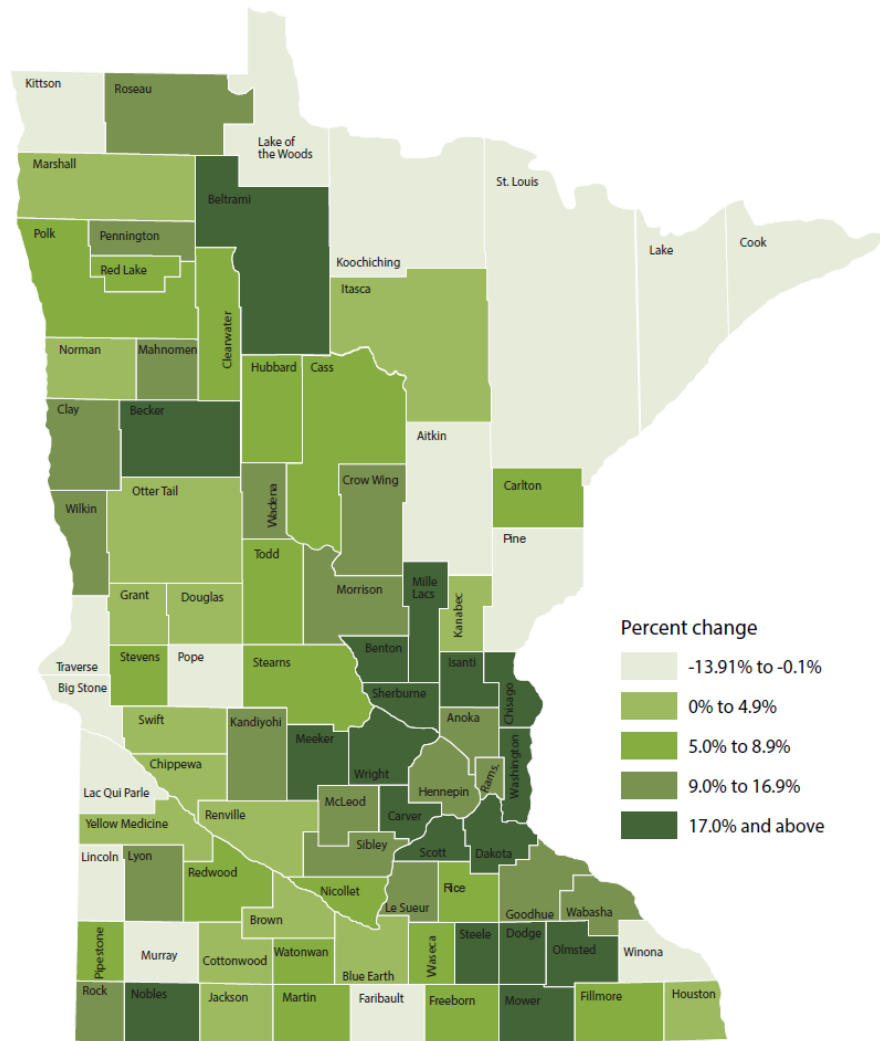 Kittson
Roseau
Lake of
the Woods
Marshall
Beltrami
St. Louis
Polk
Pennington
Lake
Cook
Koochiching
Red Lake
Itasca
Clearwater
Norman
Mahnomen
Hubbard
Cass
Clay
Becker
Aitkin
Otter Tail
Crow Wing
Carlton
Wilkin
Wadena
Pine
Todd
Mille
Lacs
Morrison
Grant
Douglas
Kanabec
Percent change
Benton
Isanti
Traverse
Stevens
Pope
Stearns
-13.91% to -0.1%
Big Stone
Sherburne
Chisago
0% to 4.9%
Swift
Kandiyohi
Anoka
Meeker
Wright
Washington
5.0% to 8.9%
Chippewa
Lac Qui Parle
Hennepin
Rams.
9.0% to 16.9%
McLeod
Renville
Carver
Yellow Medicine
17.0% and above
Sibley
Scott
Dakota
Lincoln
Lyon
Redwood
Nicollet
Rice
Le Sueur
Goodhue
Wabasha
Brown
Pipestone
Murray
Cottonwood
Watonwan
Blue Earth
Waseca
Steele
Dodge
Olmsted
Winona
Rock
Nobles
Jackson
Martin
Faribault
Freeborn
Mower
Fillmore
Houston